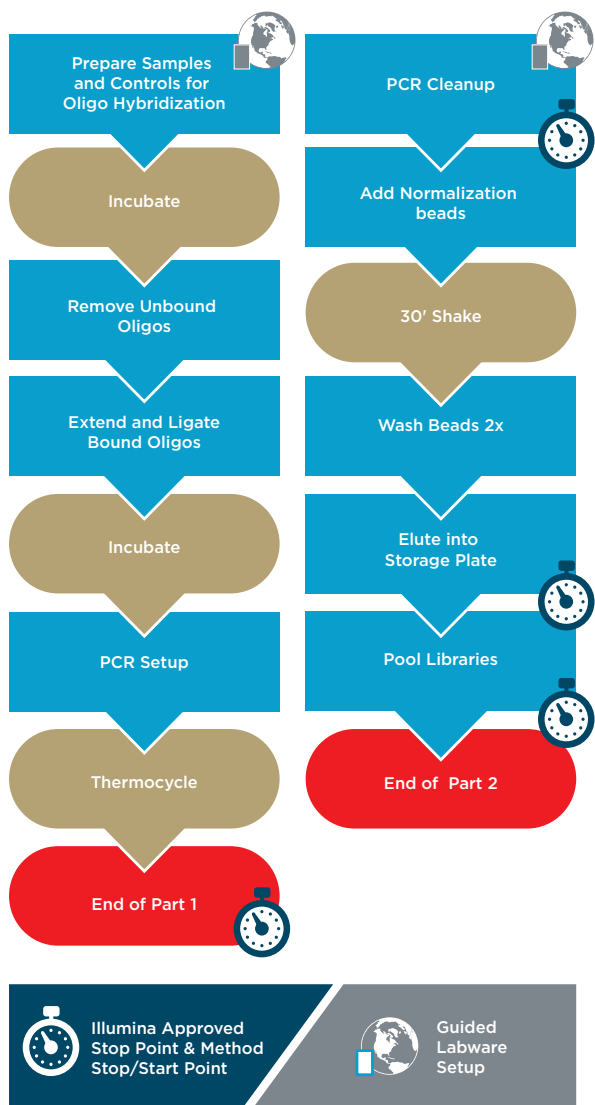 Prepare Samples
and Controls for
Oligo Hybridization
Incubate
Remove Unbound
Oligos
Extend and Ligate
Bound Oligos
Incubate
PCR Setup
Thermocycle
End of Part 1
PCR Cleanup
Add Normalization
beads
30' Shake
Wash Beads 2x
Elute into
Storage Plate
Pool Libraries
End of Part 2
Illumina Approved
Stop Point & Method
Stop/Start Point
Guided
Labware
Setup